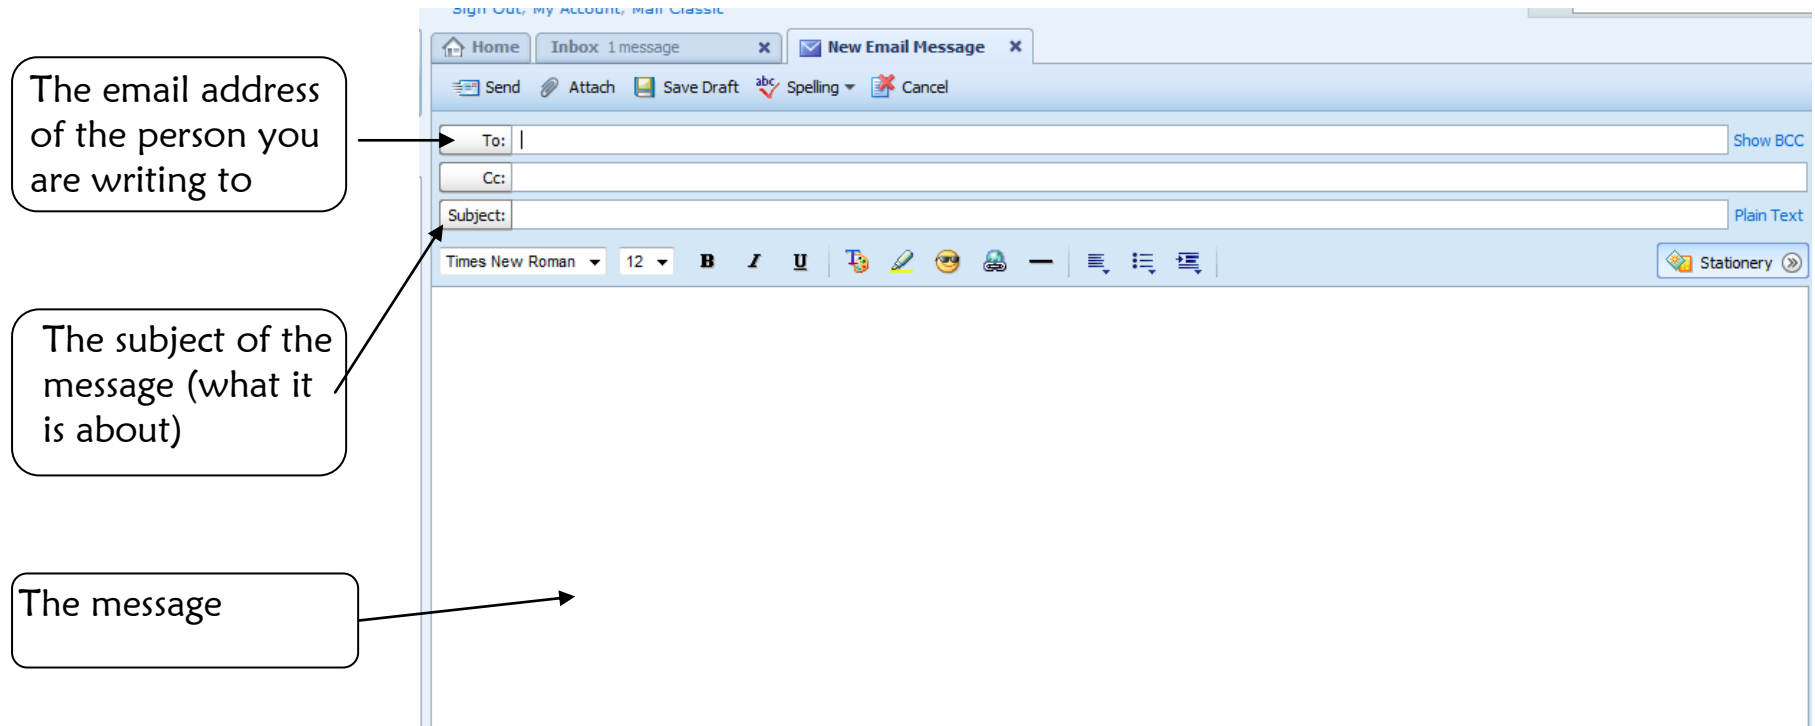 Sign Out, My Account, Mail Classic
Home Inbox 1 message New Email Message
Send Attach Save Draft abc Spelling Cancel
The email address
of the person you
are writing to
To: Show BCC
Cc:
Subject: Plain Text
Times New Roman 12 B I U T Stationery
The subject of the
message (what it
is about)
The message